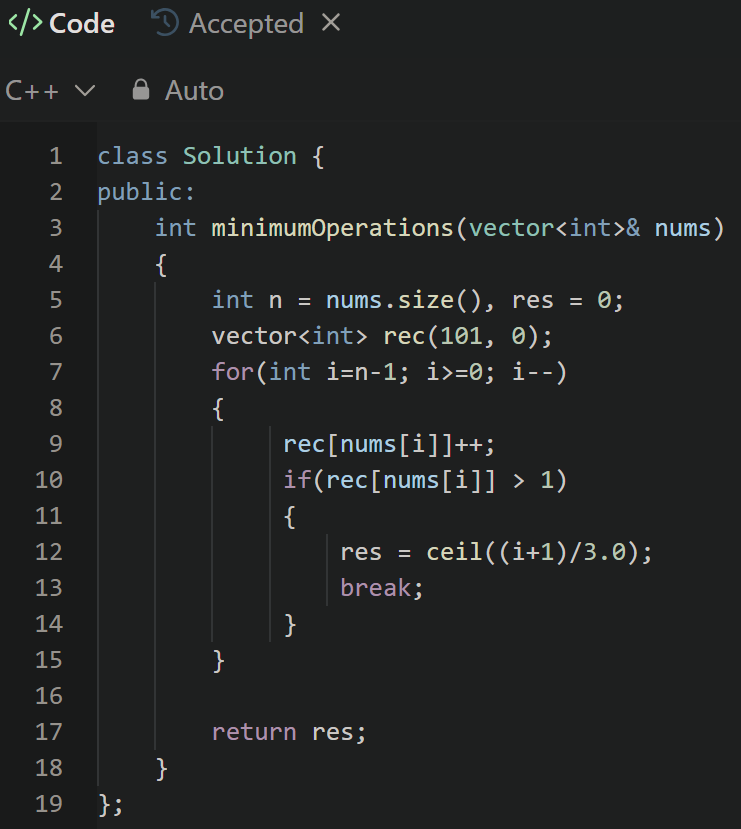 </> Code Accepted ×
C++ Auto
1 class Solution {
2 public:
3     int minimumOperations(vector<int>& nums)
4     {
5         int n = nums.size(), res = 0;
6         vector<int> rec(101, 0);
7         for(int i=n-1; i>=0; i--)
8         {
9             rec[nums[i]]++;
10             if(rec[nums[i]] > 1)
11             {
12                 res = ceil((i+1)/3.0);
13                 break;
14             }
15         }
16
17         return res;
18     }
19 };